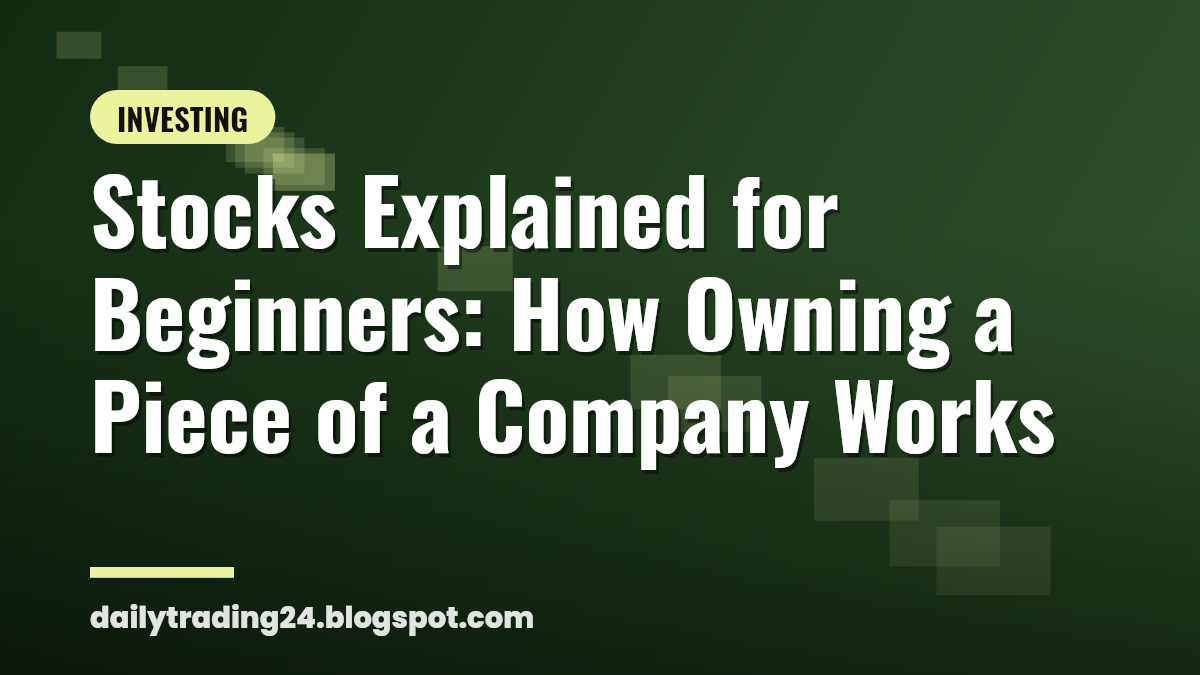 INVESTING
Stocks Explained for
Beginners: How Owning a
Piece of a Company Works
dailytrading24.blogspot.com